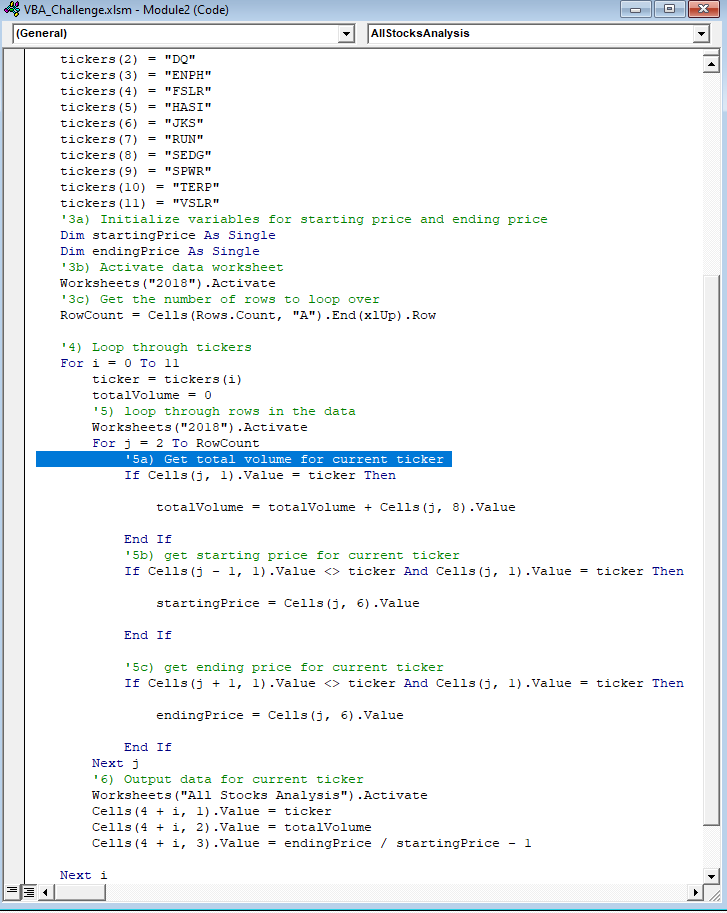 VBA_Challenge.xlsm - Module2 (Code)
(General)
AllStocksAnalysis
tickers(2) = "DQ"
tickers(3) = "ENPH"
tickers(4) = "FSLR"
tickers(5) = "HASI"
tickers(6) = "JKS"
tickers(7) = "RUN"
tickers(8) = "SEDG"
tickers(9) = "SPWR"
tickers(10) = "TERP"
tickers(11) = "VSLR"
'3a) Initialize variables for starting price and ending price
Dim startingPrice As Single
Dim endingPrice As Single
'3b) Activate data worksheet
Worksheets("2018").Activate
'3c) Get the number of rows to loop over
RowCount = Cells(Rows.Count, "A").End(xlUp).Row
'4) Loop through tickers
For i = 0 To 11
ticker = tickers(i)
totalVolume = 0
'5) loop through rows in the data
Worksheets("2018").Activate
For j = 2 To RowCount
'5a) Get total volume for current ticker
If Cells(j, 1).Value = ticker Then
totalVolume = totalVolume + Cells(j, 8).Value
End If
'5b) get starting price for current ticker
If Cells(j - 1, 1).Value <> ticker And Cells(j, 1).Value = ticker Then
startingPrice = Cells(j, 6).Value
End If
'5c) get ending price for current ticker
If Cells(j + 1, 1).Value <> ticker And Cells(j, 1).Value = ticker Then
endingPrice = Cells(j, 6).Value
End If
Next j
'6) Output data for current ticker
Worksheets("All Stocks Analysis").Activate
Cells(4 + i, 1).Value = ticker
Cells(4 + i, 2).Value = totalVolume
Cells(4 + i, 3).Value = endingPrice / startingPrice - 1
Next i